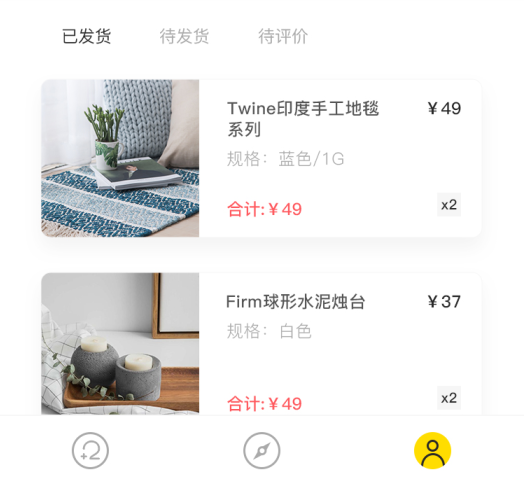 已发货 待发货 待评价
Twine印度手工地毯 ¥49
系列
规格：蓝色/1G
合计:¥49 x2
Firm球形水泥烛台 ¥37
规格：白色
合计:¥49 x2
+2